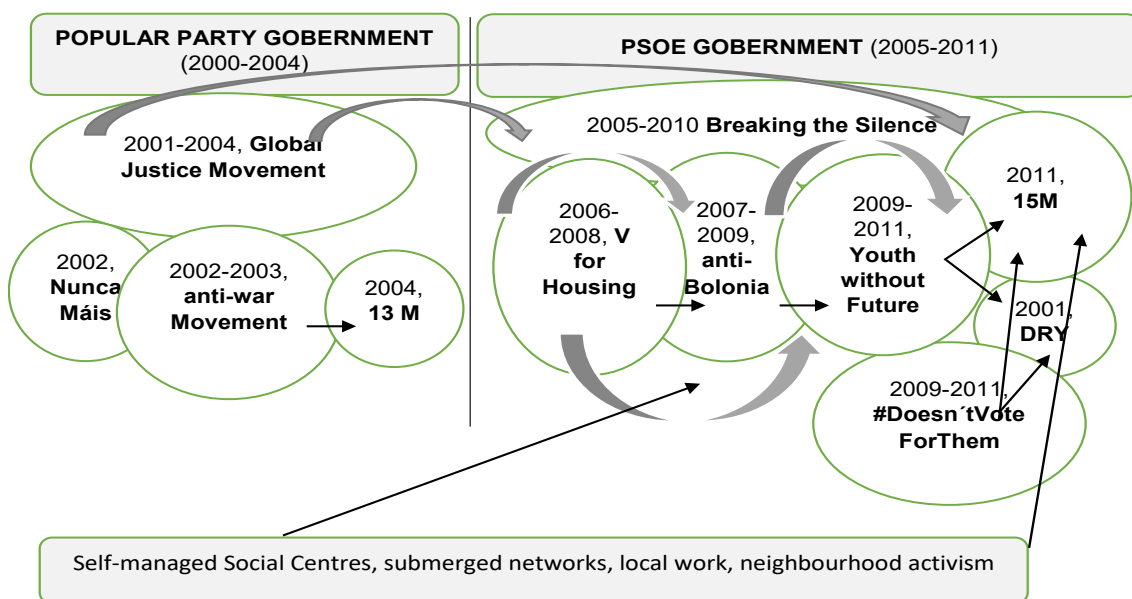 POPULAR PARTY GOBERNMENT
(2000-2004)
PSOE GOBERNMENT (2005-2011)
2001-2004, Global
Justice Movement
2002,
Nunca
Máis
2002-2003,
anti-war
Movement
2004,
13 M
2005-2010 Breaking the Silence
2006-
2008, V
for
Housing
2007-
2009,
anti-
Bolonia
2009-
2011,
Youth
without
Future
2011,
15M
2001,
DRY
2009-2011,
#Doesn´tVote
ForThem
Self-managed Social Centres, submerged networks, local work, neighbourhood activism